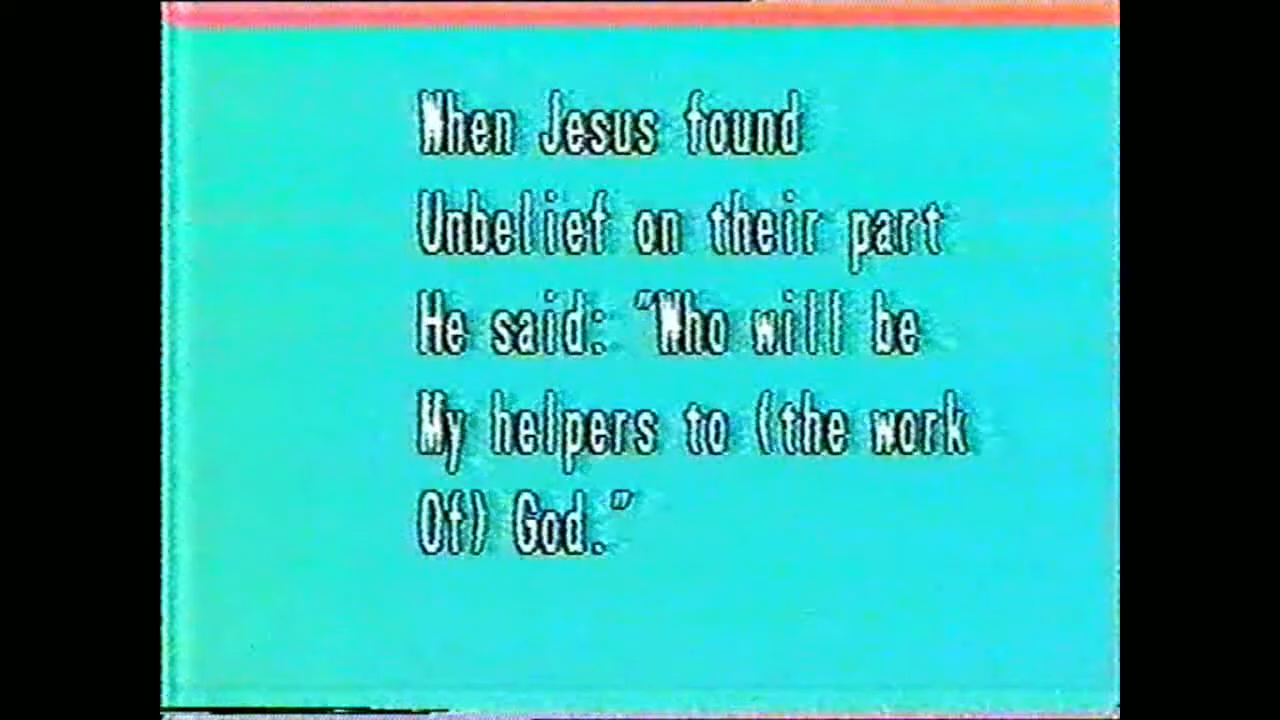 When Jesus found
Unbelief on their part
He said: "Who will be
My helpers to (the work
Of) God."